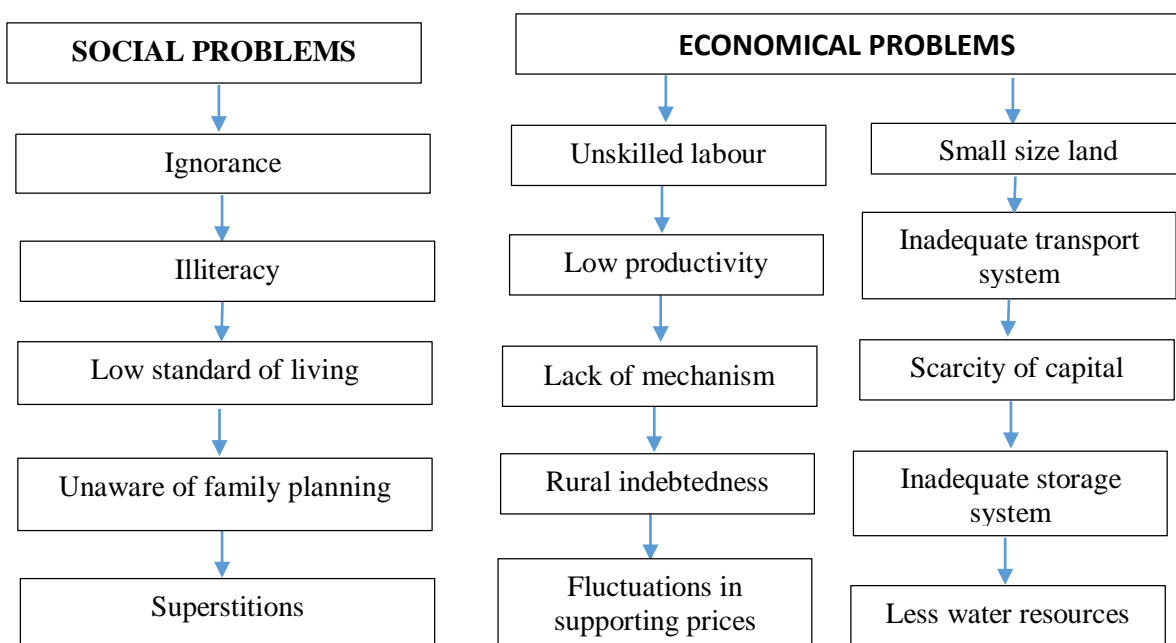 SOCIAL PROBLEMS
Ignorance
Illiteracy
Low standard of living
Unaware of family planning
Superstitions
ECONOMICAL PROBLEMS
Unskilled labour
Low productivity
Lack of mechanism
Rural indebtedness
Fluctuations in
supporting prices
Small size land
Inadequate transport
system
Scarcity of capital
Inadequate storage
system
Less water resources